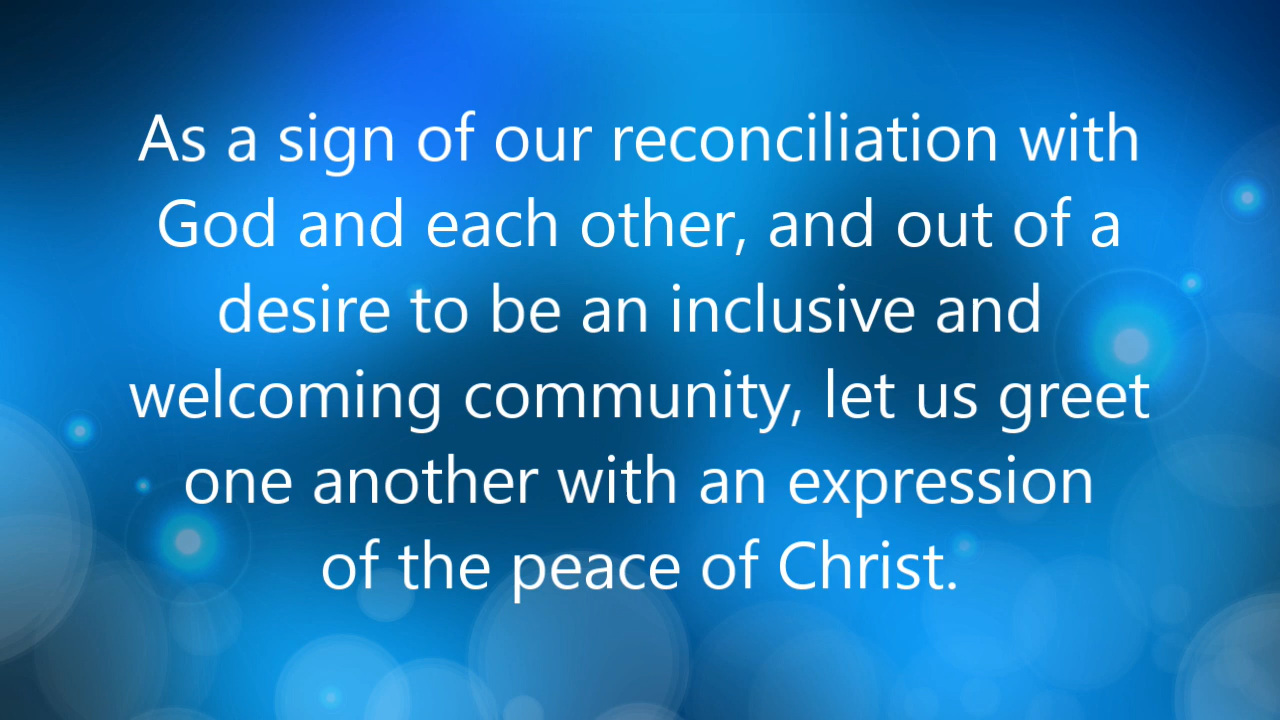 As a sign of our reconciliation with
God and each other, and out of a
desire to be an inclusive and
welcoming community, let us greet
one another with an expression
of the peace of Christ.